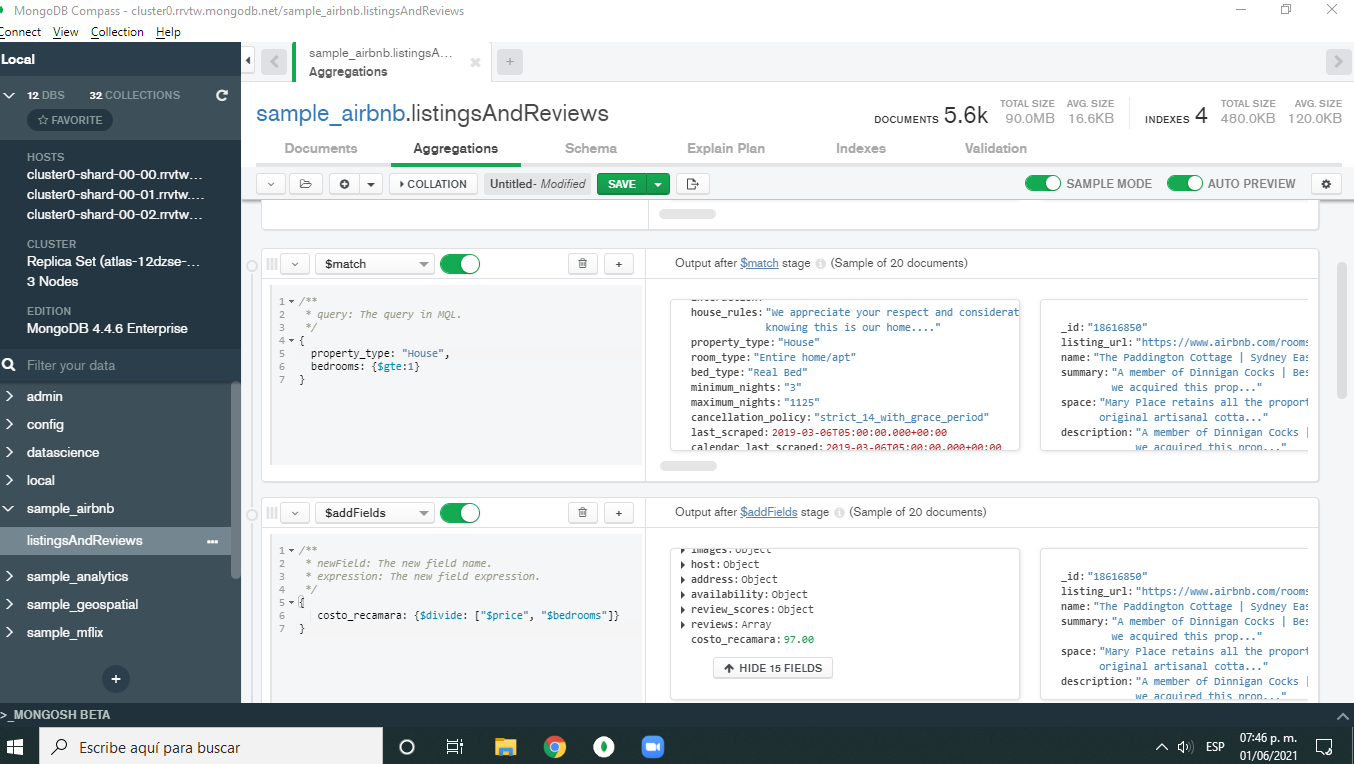 MongoDB Compass - cluster0.rrvtw.mongodb.net/sample_airbnb.listingsAndReviews
Connect View Collection Help
Local
12 DBS 32 COLLECTIONS
FAVORITE
HOSTS
cluster0-shard-00-00.rrvtw...
cluster0-shard-00-01.rrvtw....
cluster0-shard-00-02.rrvtw...
CLUSTER
Replica Set (atlas-12dzse-...
3 Nodes
EDITION
MongoDB 4.4.6 Enterprise
Filter your data
admin
config
datascience
local
sample_airbnb
listingsAndReviews ...
sample_analytics
sample_geospatial
sample_mflix
+
sample_airbnb.listingsA...
Aggregations
+
sample_airbnb.listingsAndReviews
DOCUMENTS 5.6k TOTAL SIZE 90.0MB AVG. SIZE 16.6KB
INDEXES 4 TOTAL SIZE 480.0KB AVG. SIZE 120.0KB
Documents Aggregations Schema Explain Plan Indexes Validation
COLLATION Untitled- Modified SAVE SAMPLE MODE AUTO PREVIEW
$match +
Output after $match stage (Sample of 20 documents)
1 /**
2 * query: The query in MQL.
3 */
4 {
5 property_type: "House",
6 bedrooms: {$gte:1}
7 }
house_rules: "We appreciate your respect and considerat
knowing this is our home...."
property_type: "House"
room_type: "Entire home/apt"
bed_type: "Real Bed"
minimum_nights: "3"
maximum_nights: "1125"
cancellation_policy: "strict_14_with_grace_period"
last_scraped: 2019-03-06T05:00:00.000+00:00
calendar_last_scraped: 2019-03-06T05:00:00.000+00:00
_id: "18616850"
listing_url: "https://www.airbnb.com/rooms
name: "The Paddington Cottage | Sydney Eas
summary: "A member of Dinnigan Cocks | Bes
we acquired this prop..."
space: "Mary Place retains all the proport
original artisanal cotta..."
description: "A member of Dinnigan Cocks |
we acquired this prop..."
$addFields +
Output after $addFields stage (Sample of 20 documents)
1 /**
2 * newField: The new field name.
3 * expression: The new field expression.
4 */
5 {
6 costo_recamara: {$divide: ["$price", "$bedrooms"]}
7 }
images: Object
host: Object
address: Object
availability: Object
review_scores: Object
reviews: Array
costo_recamara: 97.00
HIDE 15 FIELDS
_id: "18616850"
listing_url: "https://www.airbnb.com/rooms
name: "The Paddington Cottage | Sydney Eas
summary: "A member of Dinnigan Cocks | Bes
we acquired this prop..."
space: "Mary Place retains all the proport
original artisanal cotta..."
description: "A member of Dinnigan Cocks |
we acquired this prop..."
>_MONGOSH BETA
Escribe aquí para buscar
ESP
07:46 p. m.
01/06/2021